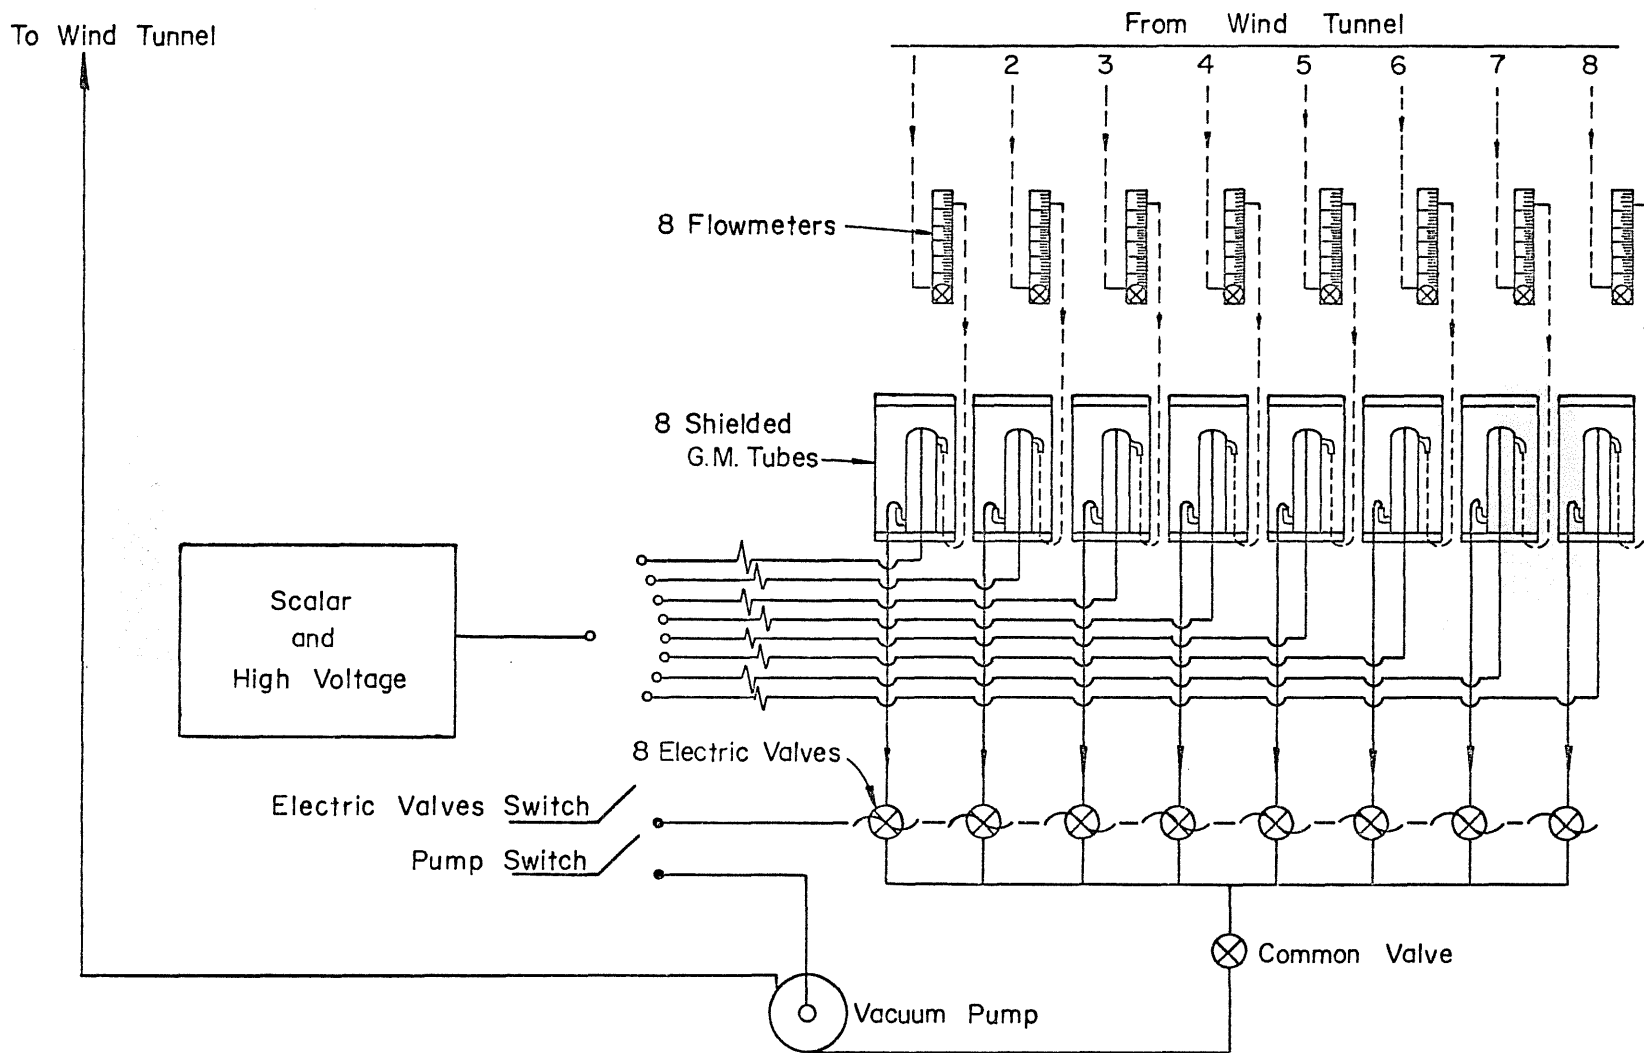 To Wind Tunnel
From Wind Tunnel
1 2 3 4 5 6 7 8
8 Flowmeters
8 Shielded
G.M. Tubes
Scalar
and
High Voltage
8 Electric Valves
Electric Valves Switch
Pump Switch
Common Valve
Vacuum Pump